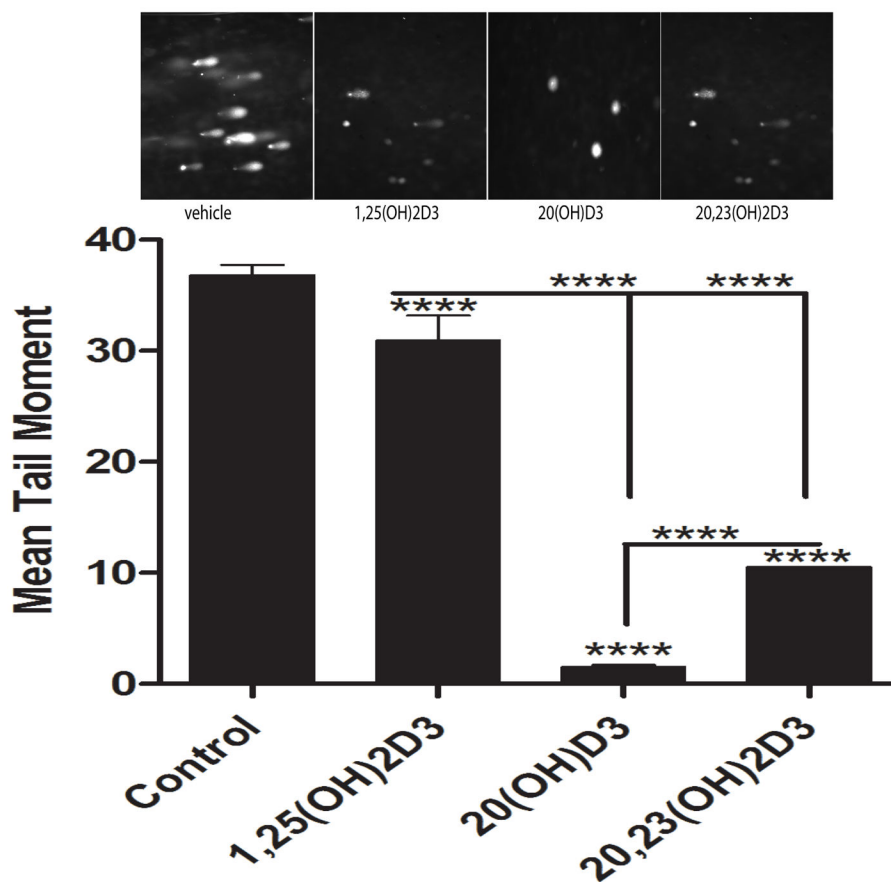 vehicle 1,25(OH)2D3 20(OH)D3 20,23(OH)2D3
Mean Tail Moment
40
30
20
10
0
**** ****
****
****
****
****
Control
1,25(OH)2D3
20(OH)D3
20,23(OH)2D3